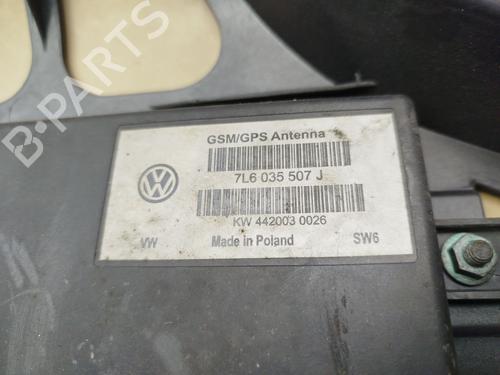 B-PARTS
GSM/GPS Antenna
7L6 035 507 J
KW 442003 0026
VW Made in Poland SW6